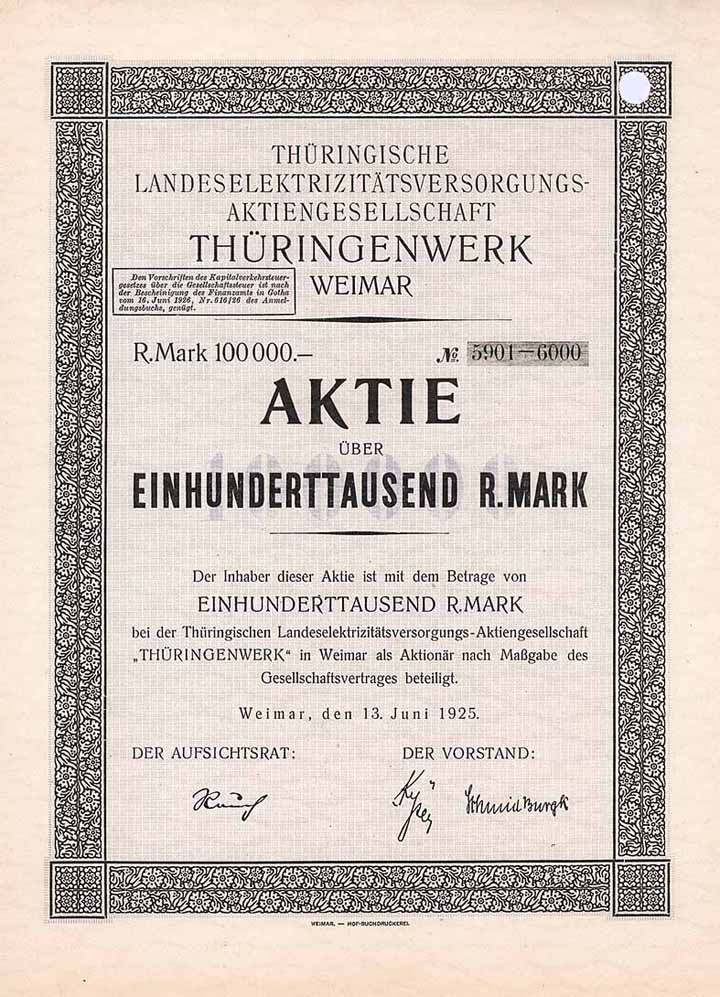 THÜRINGISCHE
LANDESELEKTRIZITÄTSVERSORGUNGS-
AKTIENGESELLSCHAFT
THÜRINGENWERK
WEIMAR
Den Vorschriften des Kapitalverkehrsteuer-
gesetzes über die Gesellschaftssteuer ist nach
der Bescheinigung des Finanzamts in Gotha
vom 16. Juni 1926, Nr. 616/26 des Anmel-
dungsbuchs, genügt.
R.Mark 100 000.— № 5901—6000
AKTIE
ÜBER
100000
EINHUNDERTTAUSEND R.MARK
Der Inhaber dieser Aktie ist mit dem Betrage von
EINHUNDERTTAUSEND R.MARK
bei der Thüringischen Landeselektrizitätsversorgungs-Aktiengesellschaft
„THÜRINGENWERK“ in Weimar als Aktionär nach Maßgabe des
Gesellschaftsvertrages beteiligt.
Weimar, den 13. Juni 1925.
DER AUFSICHTSRAT: DER VORSTAND:
Schmidburgk
WEIMAR. — HOF-BUCHDRUCKEREI.